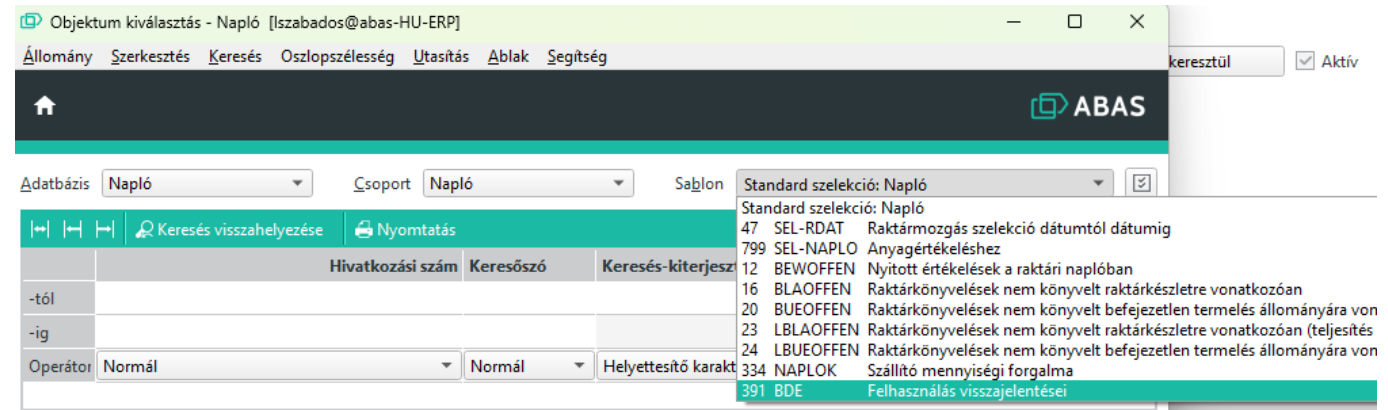 Objektum kiválasztás - Napló [lszabados@abas-HU-ERP]
Állomány Szerkesztés Keresés Oszlopszélesség Utasítás Ablak Segítség
keresztül Aktív
ABAS
Adatbázis Napló Csoport Napló Sablon Standard szelekció: Napló
Standard szelekció: Napló
47 SEL-RDAT Raktármozgás szelekció dátumtól dátumig
799 SEL-NAPLO Anyagértékeléshez
12 BEWOFFEN Nyitott értékelések a raktári naplóban
16 BLAOFFEN Raktárkönyvelések nem könyvelt raktárkészletre vonatkozóan
20 BUEOFFEN Raktárkönyvelések nem könyvelt befejezetlen termelés állományára von
23 LBLAOFFEN Raktárkönyvelések nem könyvelt raktárkészletre vonatkozóan (teljesítés
24 LBUEOFFEN Raktárkönyvelések nem könyvelt befejezetlen termelés állományára von
334 NAPLOK Szállító mennyiségi forgalma
391 BDE Felhasználás visszajelentései
Keresés visszahelyezése Nyomtatás
Hivatkozási szám Keresőszó Keresés-kiterjeszt
-tól
-ig
Operátor Normál Normál Helyettesítő karakt